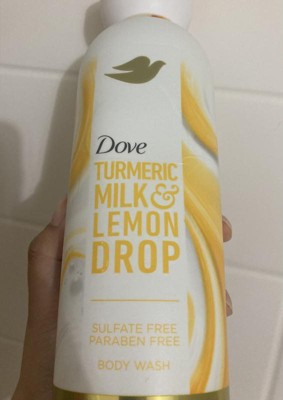 Dove
TURMERIC
MILK &
LEMON
DROP
SULFATE FREE
PARABEN FREE
BODY WASH